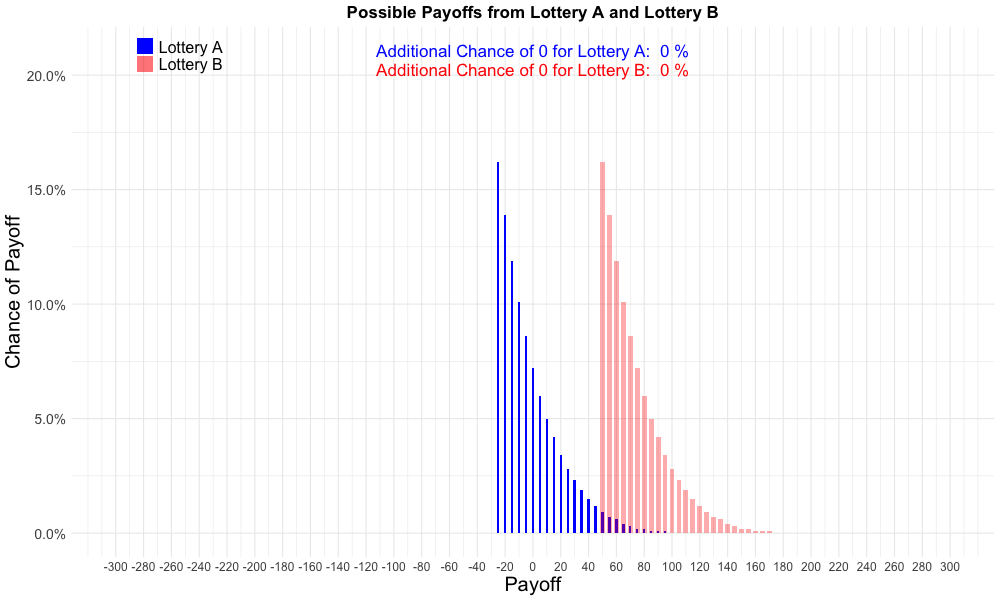 Possible Payoffs from Lottery A and Lottery B
Lottery A
Lottery B
Additional Chance of 0 for Lottery A:  0 %
Additional Chance of 0 for Lottery B:  0 %
20.0%
15.0%
10.0%
5.0%
0.0%
Chance of Payoff
-300 -280 -260 -240 -220 -200 -180 -160 -140 -120 -100 -80 -60 -40 -20 0 20 40 60 80 100 120 140 160 180 200 220 240 260 280 300
Payoff